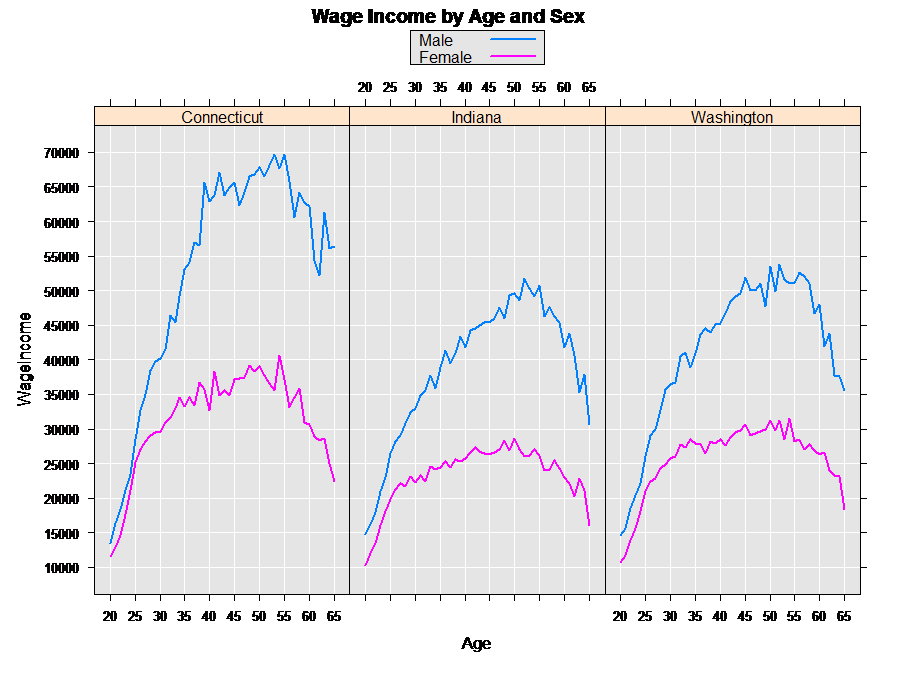 Wage Income by Age and Sex
Male
Female
20 25 30 35 40 45 50 55 60 65
Connecticut Indiana Washington
70000
65000
60000
55000
50000
45000
40000
35000
30000
25000
20000
15000
10000
WageIncome
20 25 30 35 40 45 50 55 60 65 20 25 30 35 40 45 50 55 60 65
Age